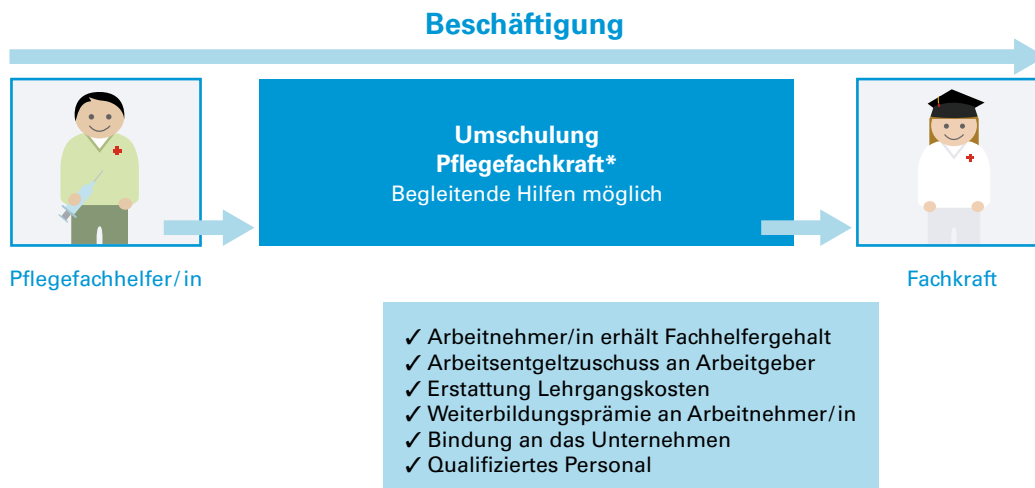 Beschäftigung
Umschulung
Pflegefachkraft*
Begleitende Hilfen möglich
Pflegefachhelfer/in
Fachkraft
✓ Arbeitnehmer/in erhält Fachhelfergehalt
✓ Arbeitsentgeltzuschuss an Arbeitgeber
✓ Erstattung Lehrgangskosten
✓ Weiterbildungsprämie an Arbeitnehmer/in
✓ Bindung an das Unternehmen
✓ Qualifiziertes Personal